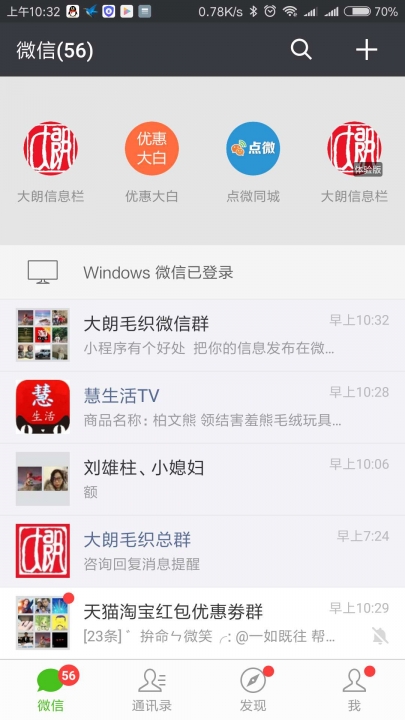 上午10:32 0.78K/s 70%
微信(56)
大朗 优惠大白 点微 大朗 体验版
大朗信息栏 优惠大白 点微同城 大朗信息栏
Windows 微信已登录
大朗毛织微信群 早上10:32
小程序有个好处 把你的信息发布在微...
慧生活 慧生活TV 早上10:28
商品名称: 柏文熊 领结害羞熊毛绒玩具...
刘雄柱、小媳妇 早上10:06
额
大朗 大朗毛织总群 早上7:24
咨询回复消息提醒
天猫淘宝红包优惠劵群 早上10:29
[23条] ゛拚命ㄣ微笑╭: @一如既往 帮...
56
微信 通讯录 发现 我